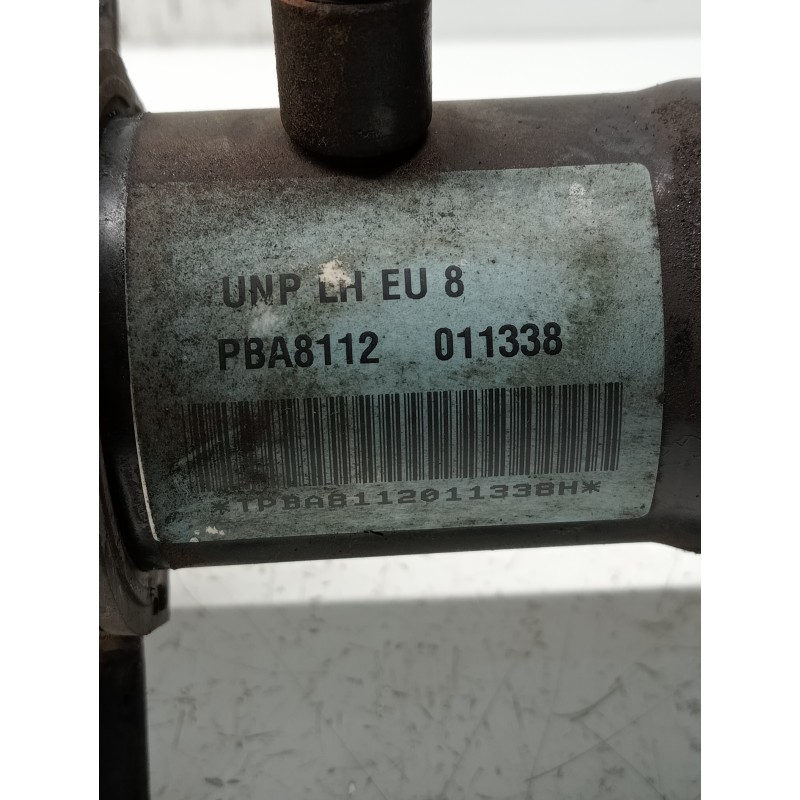 UNP LH EU 8
PBA8112 011338
*TPBA8112011338H*